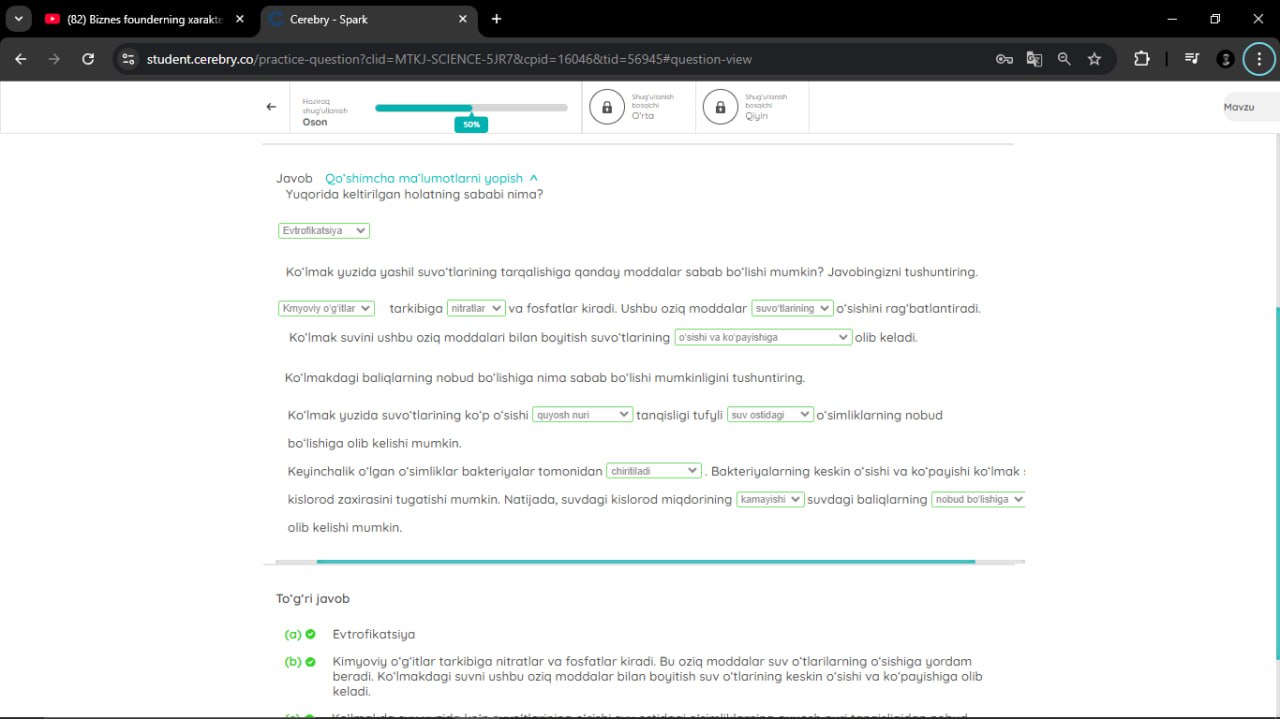 (82) Biznes founderning xarakte
Cerebry - Spark
student.cerebry.co/practice-question?clid=MTKJ-SCIENCE-5JR7&cpid=16046&tid=56945#question-view
Hozirgi
shug'ullanish
Oson
50%
Shug'ullanish
bosqichi
O'rta
Shug'ullanish
bosqichi
Qiyin
Mavzu
Javob Qo'shimcha ma'lumotlarni yopish
Yuqorida keltirilgan holatning sababi nima?
Evtrofikatsiya
Ko'lmak yuzida yashil suvo'tlarining tarqalishiga qanday moddalar sabab bo'lishi mumkin? Javobingizni tushuntiring.
Kmyoviy o'g'itlar tarkibiga nitratlar va fosfatlar kiradi. Ushbu oziq moddalar suvo'tlarining o'sishini rag'batlantiradi.
Ko'lmak suvini ushbu oziq moddalari bilan boyitish suvo'tlarining o'sishi va ko'payishiga olib keladi.
Ko'lmakdagi baliqlarning nobud bo'lishiga nima sabab bo'lishi mumkinligini tushuntiring.
Ko'lmak yuzida suvo'tlarining ko'p o'sishi quyosh nuri tanqisligi tufyli suv ostidagi o'simliklarning nobud
bo'lishiga olib kelishi mumkin.
Keyinchalik o'lgan o'simliklar bakteriyalar tomonidan chiritiladi . Bakteriyalarning keskin o'sishi va ko'payishi ko'lmak
kislorod zaxirasini tugatishi mumkin. Natijada, suvdagi kislorod miqdorining kamayishi suvdagi baliqlarning nobud bo'lishiga
olib kelishi mumkin.
To'g'ri javob
(a) Evtrofikatsiya
(b) Kimyoviy o'g'itlar tarkibiga nitratlar va fosfatlar kiradi. Bu oziq moddalar suv o'tlarilarning o'sishiga yordam
beradi. Ko'lmakdagi suvni ushbu oziq moddalar bilan boyitish suv o'tlarining keskin o'sishi va ko'payishiga olib
keladi.